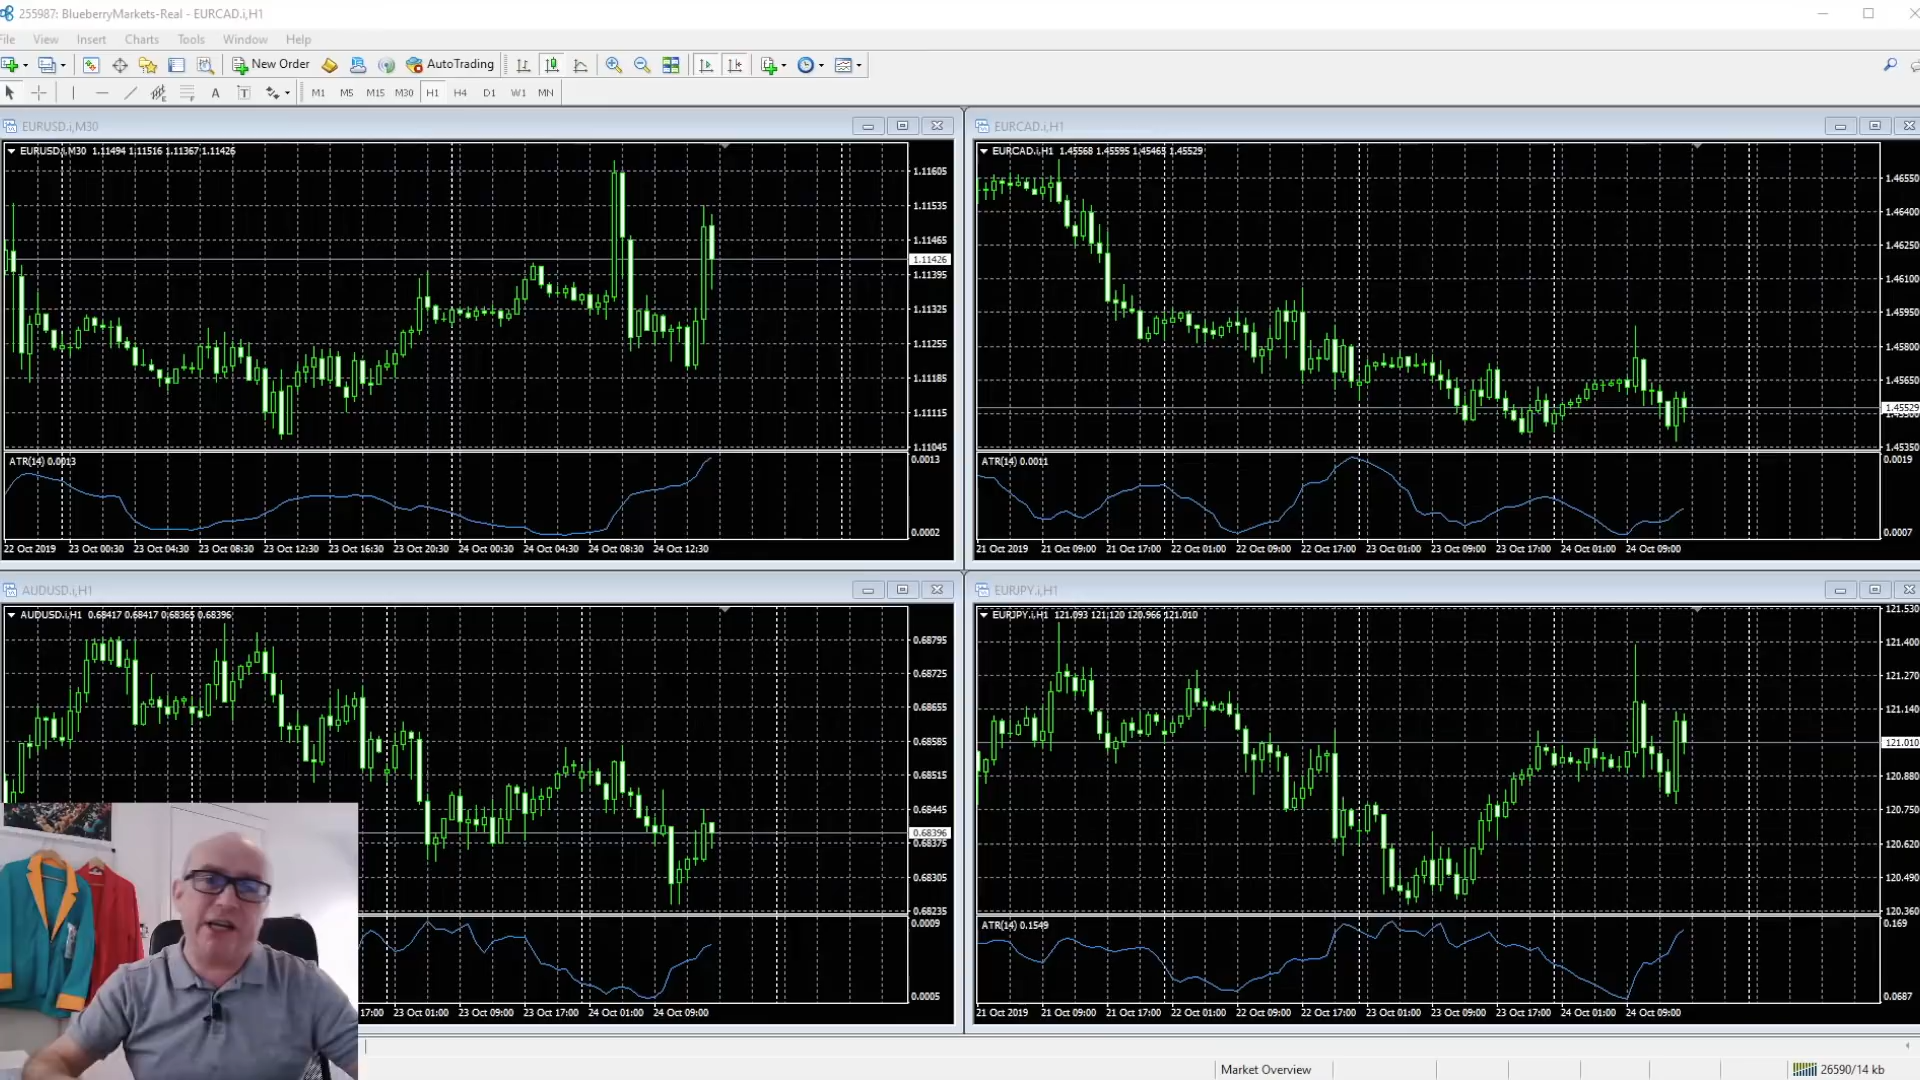 255987: BlueberryMarkets-Real - EURCAD.i,H1
File View Insert Charts Tools Window Help
New Order AutoTrading
A T M1 M5 M15 M30 H1 H4 D1 W1 MN
EURUSD.i,M30
EURUSD.i,M30 1.11494 1.11516 1.11367 1.11426
1.11605
1.11535
1.11465
1.11426
1.11395
1.11325
1.11255
1.11185
1.11115
1.11045
ATR(14) 0.0013
0.0013
0.0002
22 Oct 2019 23 Oct 00:30 23 Oct 04:30 23 Oct 08:30 23 Oct 12:30 23 Oct 16:30 23 Oct 20:30 24 Oct 00:30 24 Oct 04:30 24 Oct 08:30 24 Oct 12:30
EURCAD.i,H1
EURCAD.i,H1 1.45568 1.45595 1.45465 1.45529
1.46550
1.46400
1.46250
1.46100
1.45950
1.45800
1.45650
1.45529
1.45350
ATR(14) 0.0011
0.0019
0.0007
21 Oct 2019 21 Oct 09:00 21 Oct 17:00 22 Oct 01:00 22 Oct 09:00 22 Oct 17:00 23 Oct 01:00 23 Oct 09:00 23 Oct 17:00 24 Oct 01:00 24 Oct 09:00
AUDUSD.i,H1
AUDUSD.i,H1 0.68417 0.68417 0.68365 0.68396
0.68795
0.68725
0.68655
0.68585
0.68515
0.68445
0.68396
0.68375
0.68305
0.68235
0.0009
0.0005
17:00 23 Oct 01:00 23 Oct 09:00 23 Oct 17:00 24 Oct 01:00 24 Oct 09:00
EURJPY.i,H1
EURJPY.i,H1 121.093 121.120 120.966 121.010
121.530
121.400
121.270
121.140
121.010
120.880
120.750
120.620
120.490
120.360
ATR(14) 0.1549
0.169
0.0687
21 Oct 2019 21 Oct 09:00 21 Oct 17:00 22 Oct 01:00 22 Oct 09:00 22 Oct 17:00 23 Oct 01:00 23 Oct 09:00 23 Oct 17:00 24 Oct 01:00 24 Oct 09:00
Market Overview
26590/14 kb